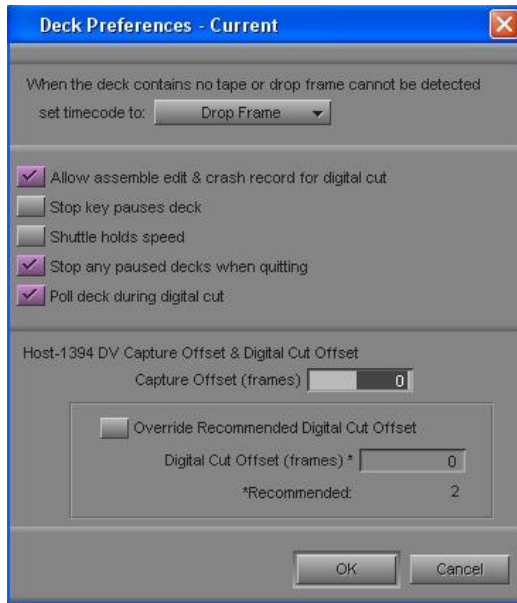 Deck Preferences - Current
When the deck contains no tape or drop frame cannot be detected
set timecode to: Drop Frame
Allow assemble edit & crash record for digital cut
Stop key pauses deck
Shuttle holds speed
Stop any paused decks when quitting
Poll deck during digital cut
Host-1394 DV Capture Offset & Digital Cut Offset
Capture Offset (frames) 0
Override Recommended Digital Cut Offset
Digital Cut Offset (frames) * 0
*Recommended: 2
OK Cancel